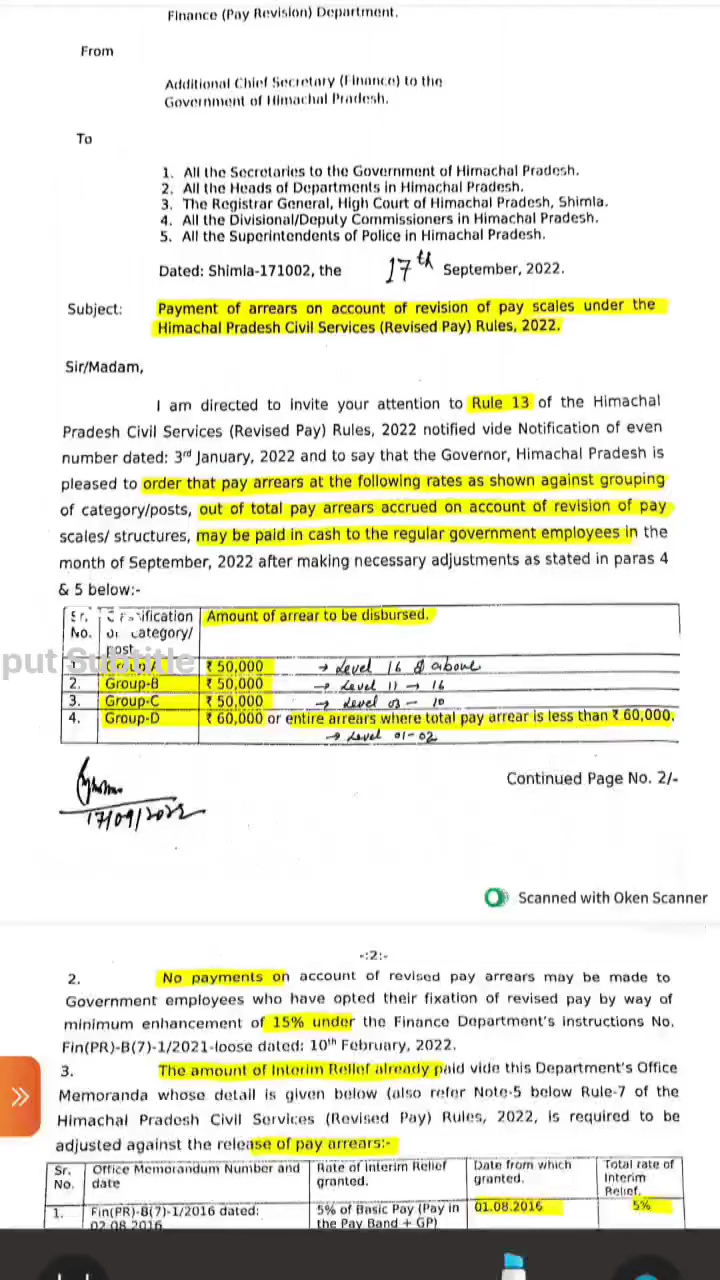 Finance (Pay Revision) Department.
From
Additional Chief Secretary (Finance) to the
Government of Himachal Pradesh.
To
1. All the Secretaries to the Government of Himachal Pradesh.
2. All the Heads of Departments in Himachal Pradesh.
3. The Registrar General, High Court of Himachal Pradesh, Shimla.
4. All the Divisional/Deputy Commissioners in Himachal Pradesh.
5. All the Superintendents of Police in Himachal Pradesh.
Dated: Shimla-171002, the 17th September, 2022.
Subject: Payment of arrears on account of revision of pay scales under the
Himachal Pradesh Civil Services (Revised Pay) Rules, 2022.
Sir/Madam,
I am directed to invite your attention to Rule 13 of the Himachal
Pradesh Civil Services (Revised Pay) Rules, 2022 notified vide Notification of even
number dated: 3rd January, 2022 and to say that the Governor, Himachal Pradesh is
pleased to order that pay arrears at the following rates as shown against grouping
of category/posts, out of total pay arrears accrued on account of revision of pay
scales/ structures, may be paid in cash to the regular government employees in the
month of September, 2022 after making necessary adjustments as stated in paras 4
& 5 below:-
Amount of arrear to be disbursed.
No. category/
post
put Subtitle
₹ 50,000 → Level 16 & above
2. Group-B ₹ 50,000 → Level 11 → 16
3. Group-C ₹ 50,000 → Level 03 - 10
4. Group-D ₹ 60,000 or entire arrears where total pay arrear is less than ₹ 60,000.
→ Level 01-02
17/09/2022
Continued Page No. 2/-
Scanned with Oken Scanner
-:2:-
2. No payments on account of revised pay arrears may be made to
Government employees who have opted their fixation of revised pay by way of
minimum enhancement of 15% under the Finance Department's instructions No.
Fin(PR)-B(7)-1/2021-loose dated: 10th February, 2022.
3. The amount of Interim Relief already paid vide this Department's Office
Memoranda whose detail is given below (also refer Note-5 below Rule-7 of the
Himachal Pradesh Civil Services (Revised Pay) Rules, 2022, is required to be
adjusted against the release of pay arrears:-
Sr. Office Memorandum Number and Rate of Interim Relief Date from which Total rate of
No. date granted. granted. Interim
Relief.
1. Fin(PR)-B(7)-1/2016 dated: 5% of Basic Pay (Pay in 01.08.2016 5%
02.08.2016 the Pay Band + GP)